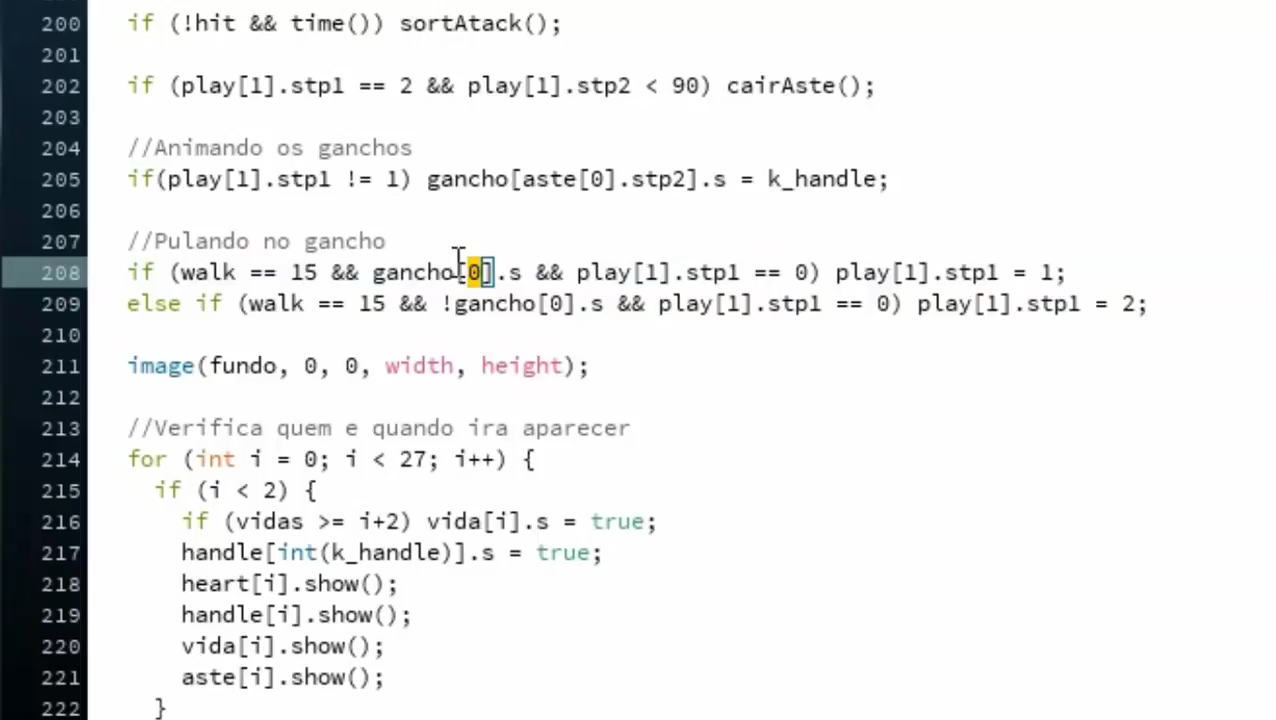 200 if (!hit && time()) sortAtack();
201
202 if (play[1].stp1 == 2 && play[1].stp2 < 90) cairAste();
203
204 //Animando os ganchos
205 if(play[1].stp1 != 1) gancho[aste[0].stp2].s = k_handle;
206
207 //Pulando no gancho
208 if (walk == 15 && gancho[0].s && play[1].stp1 == 0) play[1].stp1 = 1;
209 else if (walk == 15 && !gancho[0].s && play[1].stp1 == 0) play[1].stp1 = 2;
210
211 image(fundo, 0, 0, width, height);
212
213 //Verifica quem e quando ira aparecer
214 for (int i = 0; i < 27; i++) {
215 if (i < 2) {
216 if (vidas >= i+2) vida[i].s = true;
217 handle[int(k_handle)].s = true;
218 heart[i].show();
219 handle[i].show();
220 vida[i].show();
221 aste[i].show();
222 }